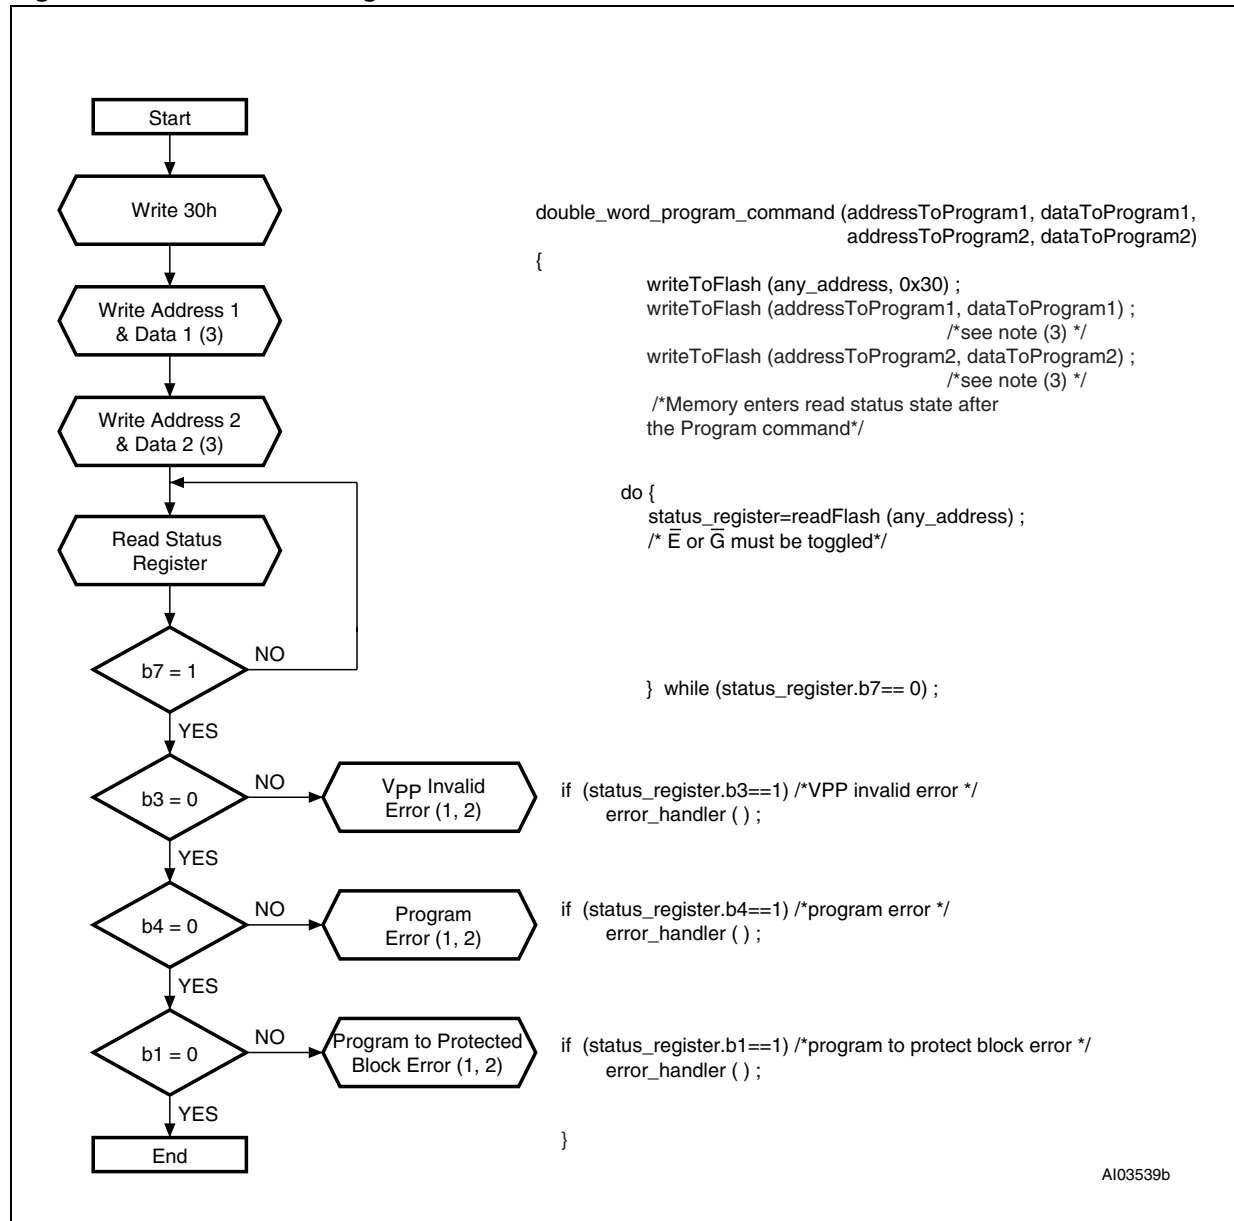 Start
Write 30h
Write Address 1
& Data 1 (3)
Write Address 2
& Data 2 (3)
Read Status
Register
b7 = 1
NO
YES
b3 = 0
NO
VPP Invalid
Error (1, 2)
YES
b4 = 0
NO
Program
Error (1, 2)
YES
b1 = 0
NO
Program to Protected
Block Error (1, 2)
YES
End
double_word_program_command (addressToProgram1, dataToProgram1,
addressToProgram2, dataToProgram2)
{
writeToFlash (any_address, 0x30) ;
writeToFlash (addressToProgram1, dataToProgram1) ;
/*see note (3) */
writeToFlash (addressToProgram2, dataToProgram2) ;
/*see note (3) */
/*Memory enters read status state after
the Program command*/
do {
status_register=readFlash (any_address) ;
/* E̅ or G̅ must be toggled*/
} while (status_register.b7== 0) ;
if (status_register.b3==1) /*VPP invalid error */
error_handler ( ) ;
if (status_register.b4==1) /*program error */
error_handler ( ) ;
if (status_register.b1==1) /*program to protect block error */
error_handler ( ) ;
}
AI03539b